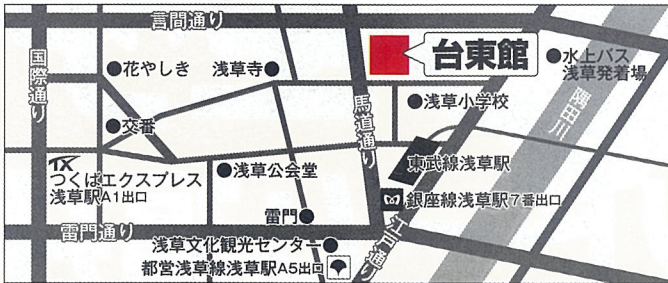 言問通り
国際通り
花やしき
浅草寺
馬道通り
台東館
水上バス
浅草発着場
浅草小学校
隅田川
交番
東武線浅草駅
TX
つくばエクスプレス
浅草駅A1出口
浅草公会堂
銀座線浅草駅7番出口
雷門
雷門通り
江戸通り
浅草文化観光センター
都営浅草線浅草駅A5出口